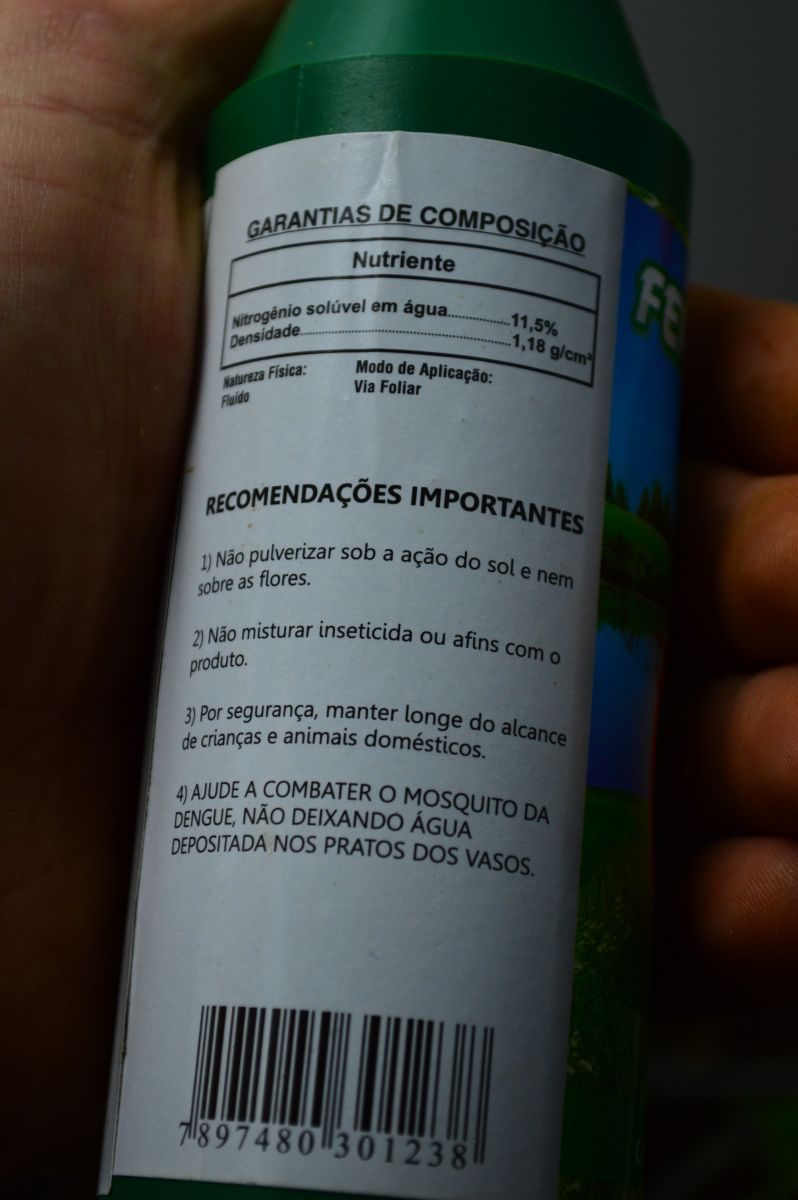 GARANTIAS DE COMPOSIÇÃO
Nutriente
Nitrogênio solúvel em água....................11,5%
Densidade.......................................................1,18 g/cm³
Natureza Física: Modo de Aplicação:
Fluído Via Foliar
FE
RECOMENDAÇÕES IMPORTANTES
1) Não pulverizar sob a ação do sol e nem
sobre as flores.
2) Não misturar inseticida ou afins com o
produto.
3) Por segurança, manter longe do alcance
de crianças e animais domésticos.
4) AJUDE A COMBATER O MOSQUITO DA
DENGUE, NÃO DEIXANDO ÁGUA
DEPOSITADA NOS PRATOS DOS VASOS.
7 897480 301238